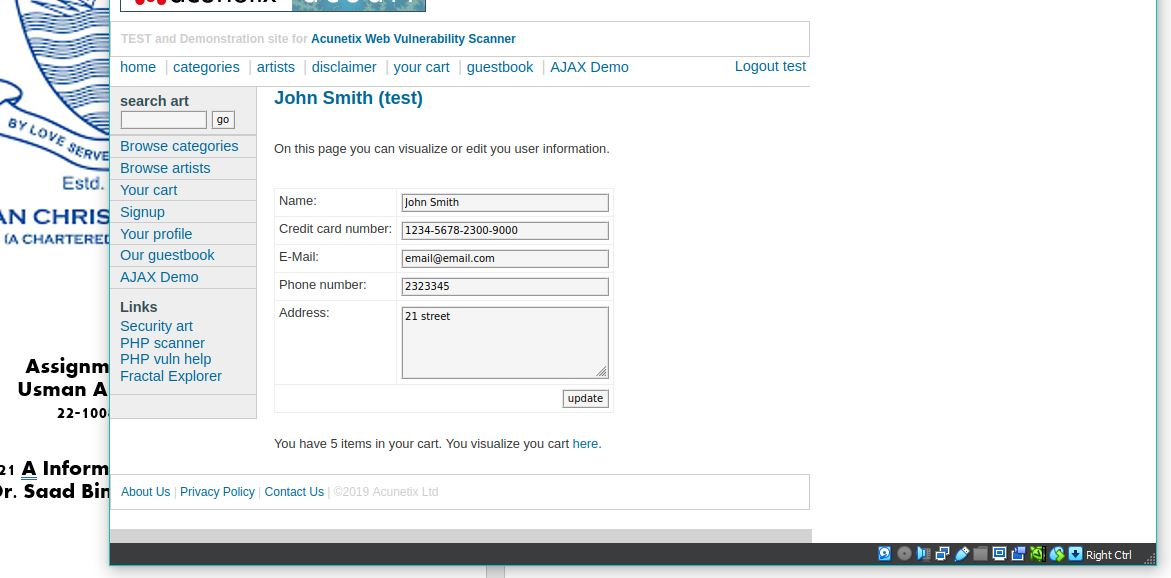 acunetix acuart
TEST and Demonstration site for Acunetix Web Vulnerability Scanner
home | categories | artists | disclaimer | your cart | guestbook | AJAX Demo Logout test
search art
go
Browse categories
Browse artists
Your cart
Signup
Your profile
Our guestbook
AJAX Demo
Links
Security art
PHP scanner
PHP vuln help
Fractal Explorer
John Smith (test)
On this page you can visualize or edit you user information.
Name: John Smith
Credit card number: 1234-5678-2300-9000
E-Mail: email@email.com
Phone number: 2323345
Address: 21 street
update
You have 5 items in your cart. You visualize you cart here.
About Us | Privacy Policy | Contact Us | ©2019 Acunetix Ltd
Right Ctrl
BY LOVE SERVE
Estd.
AN CHRIS
(A CHARTERED
Assignm
Usman A
22-100
21 A Inform
Dr. Saad Bin